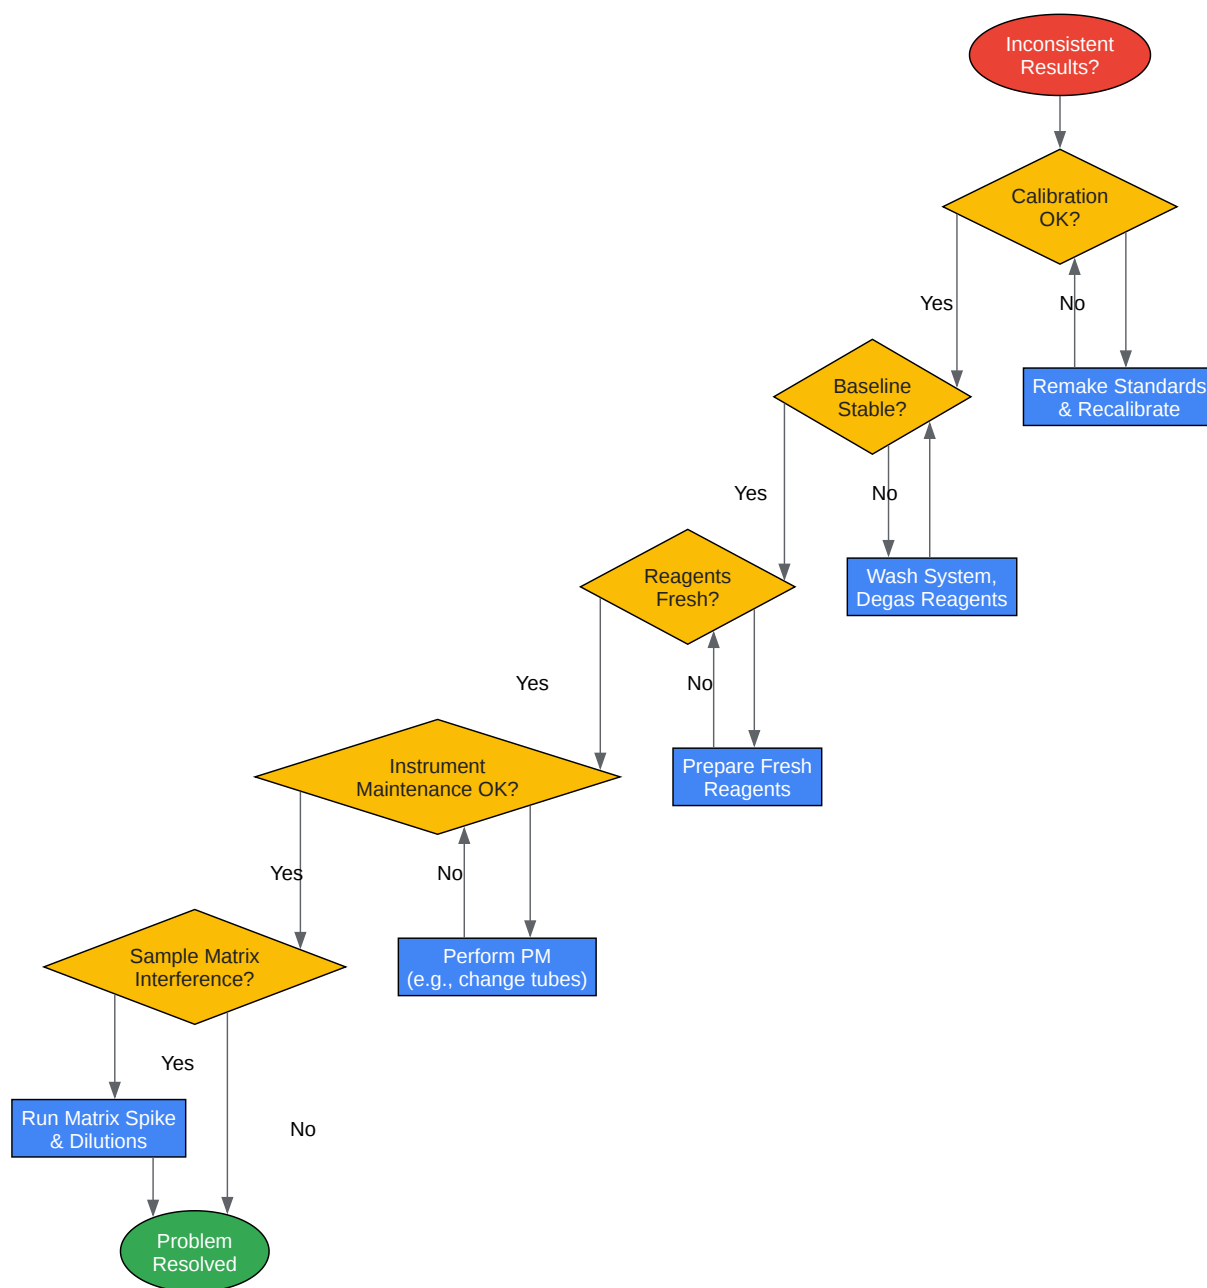 Inconsistent
Results?
Calibration
OK?
Yes
No
Remake Standards
& Recalibrate
Baseline
Stable?
Yes
No
Wash System,
Degas Reagents
Reagents
Fresh?
Yes
No
Prepare Fresh
Reagents
Instrument
Maintenance OK?
Yes
No
Perform PM
(e.g., change tubes)
Sample Matrix
Interference?
Yes
No
Run Matrix Spike
& Dilutions
Problem
Resolved